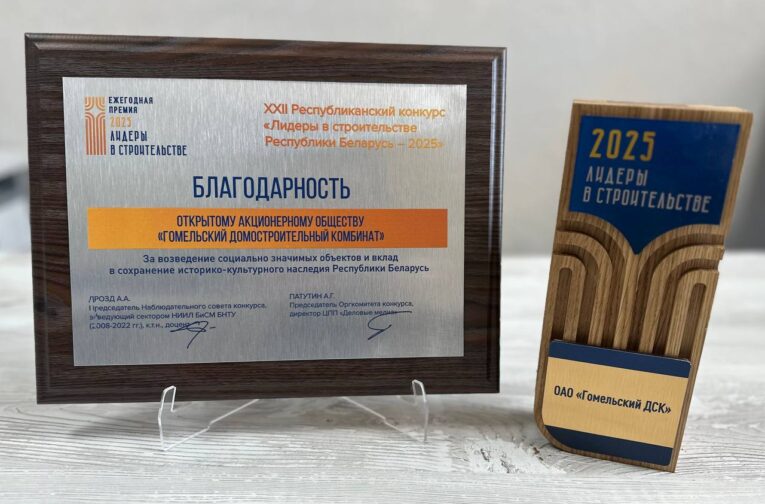 ЕЖЕГОДНАЯ
ПРЕМИЯ
2025
ЛИДЕРЫ
В СТРОИТЕЛЬСТВЕ
XXII Республиканский конкурс
«Лидеры в строительстве
Республики Беларусь – 2025»
БЛАГОДАРНОСТЬ
ОТКРЫТОМУ АКЦИОНЕРНОМУ ОБЩЕСТВУ
«ГОМЕЛЬСКИЙ ДОМОСТРОИТЕЛЬНЫЙ КОМБИНАТ»
За возведение социально значимых объектов и вклад
в сохранение историко-культурного наследия Республики Беларусь
ДРОЗД А.А.
Председатель Наблюдательного совета конкурса,
заведующий сектором НИИЛ БиСМ БНТУ
(2008-2022 гг.), к.т.н., доцент
ПАТУТИН А.Г.
Председатель Оргкомитета конкурса,
директор ЦПП «Деловые медиа»
2025
ЛИДЕРЫ
В СТРОИТЕЛЬСТВЕ
ОАО «Гомельский ДСК»